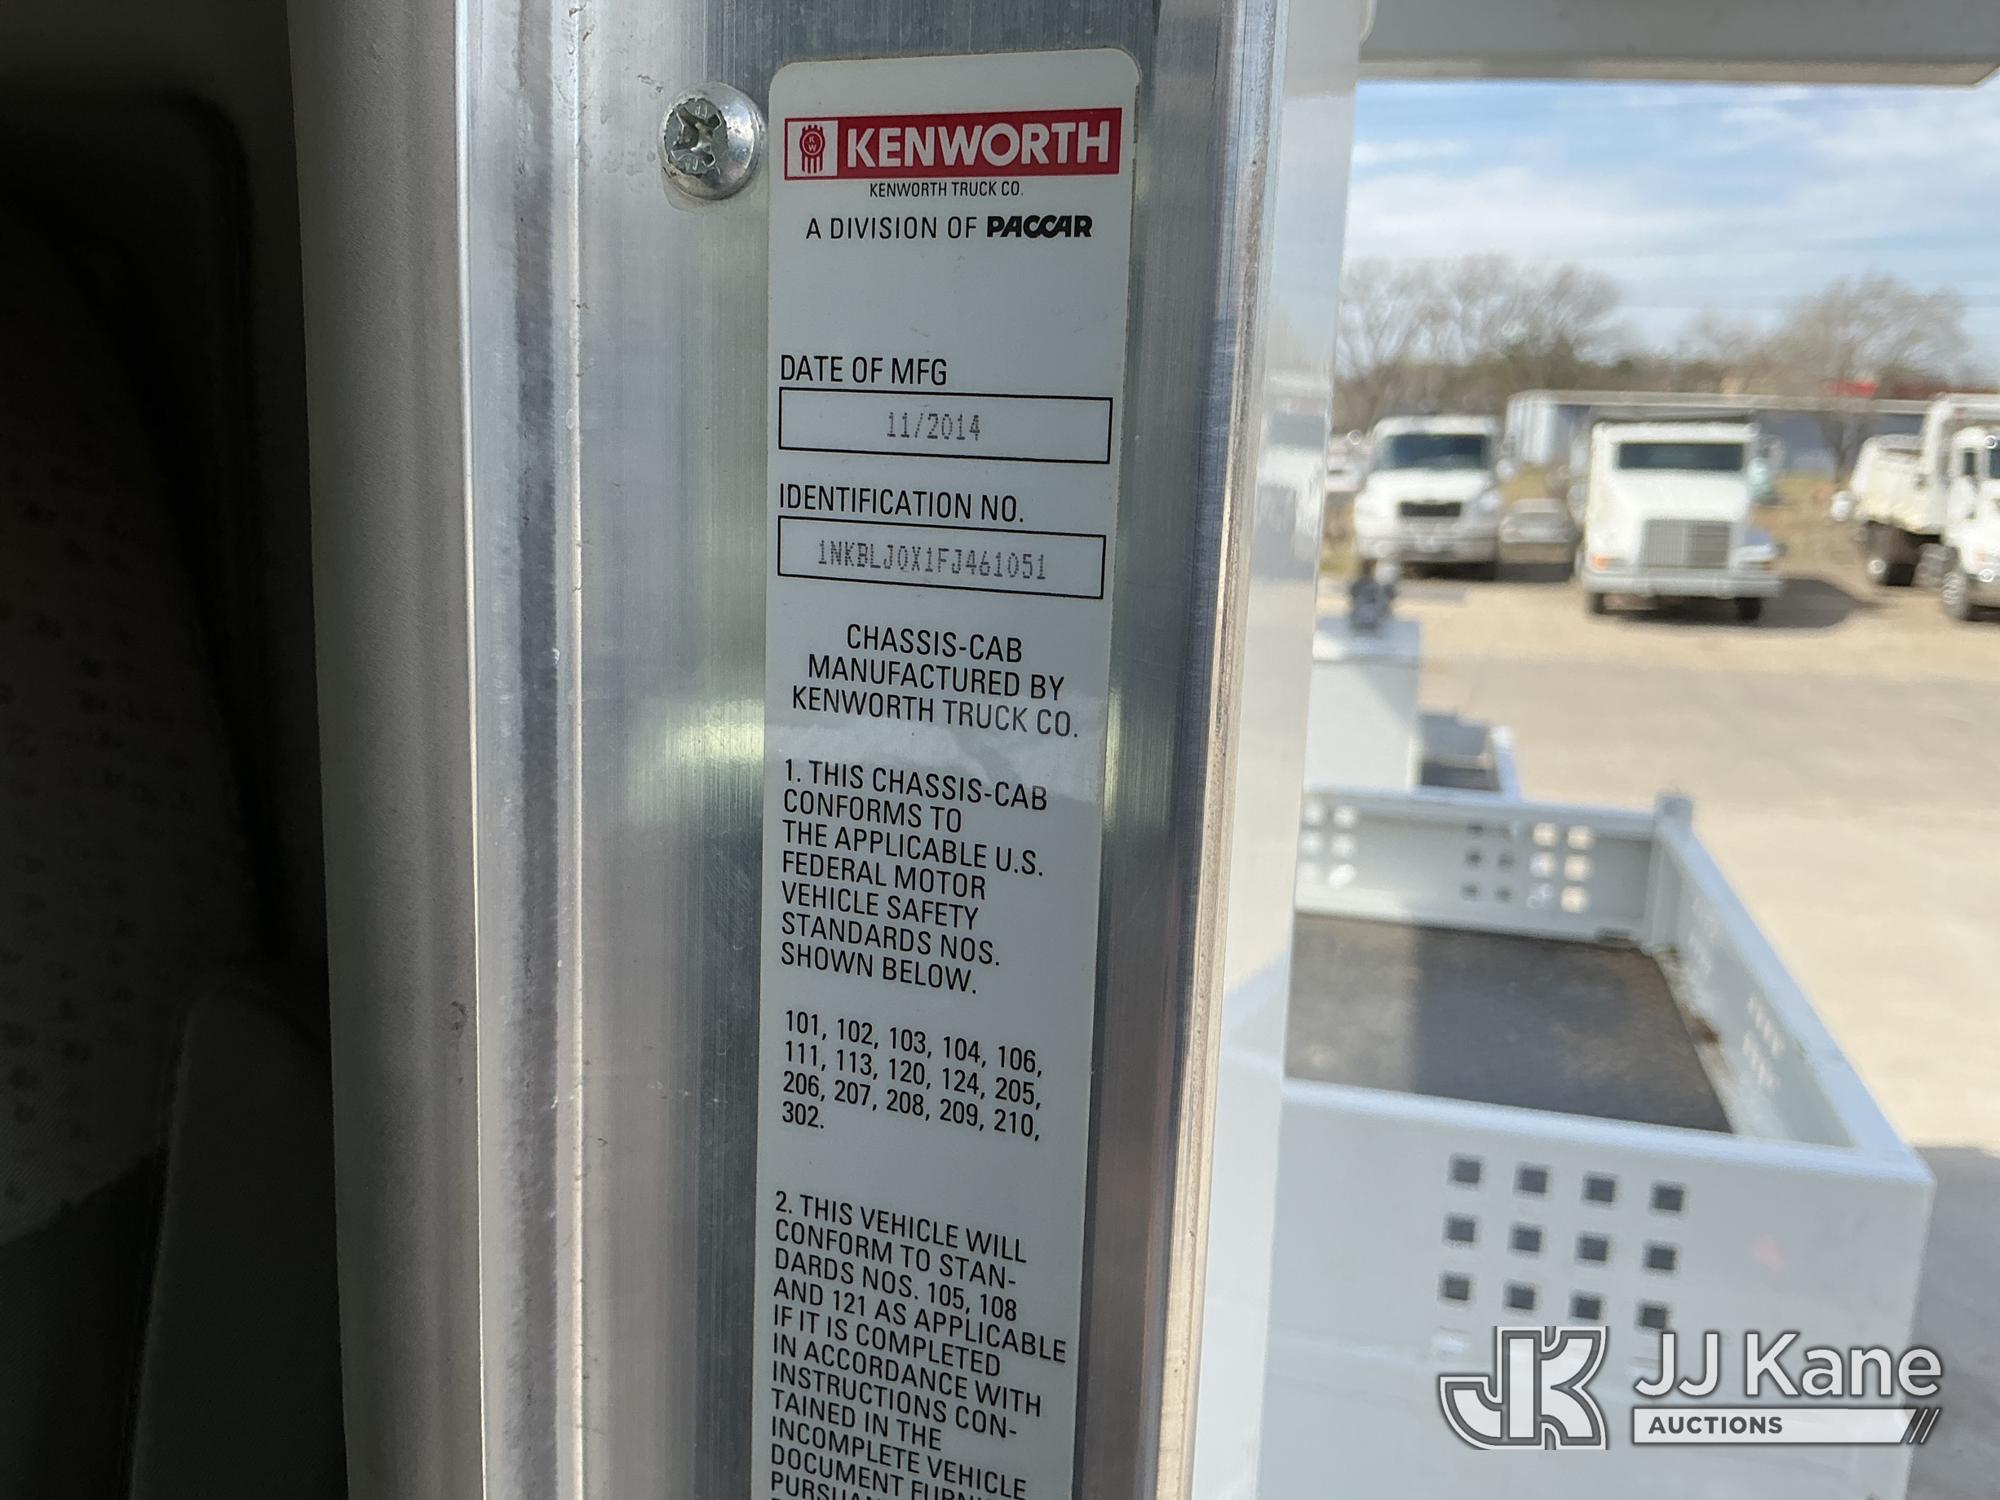 KENWORTH
KENWORTH TRUCK CO.
A DIVISION OF PACCAR
DATE OF MFG
11/2014
IDENTIFICATION NO.
1NKBLJ0X1FJ461051
CHASSIS-CAB
MANUFACTURED BY
KENWORTH TRUCK CO.
1. THIS CHASSIS-CAB
CONFORMS TO
THE APPLICABLE U.S.
FEDERAL MOTOR
VEHICLE SAFETY
STANDARDS NOS.
SHOWN BELOW.
101, 102, 103, 104, 106,
111, 113, 120, 124, 205,
206, 207, 208, 209, 210,
302.
2. THIS VEHICLE WILL
CONFORM TO STAN-
DARDS NOS. 105, 108
AND 121 AS APPLICABLE
IF IT IS COMPLETED
IN ACCORDANCE WITH
INSTRUCTIONS CON-
TAINED IN THE
INCOMPLETE VEHICLE
DOCUMENT
JJ Kane
AUCTIONS